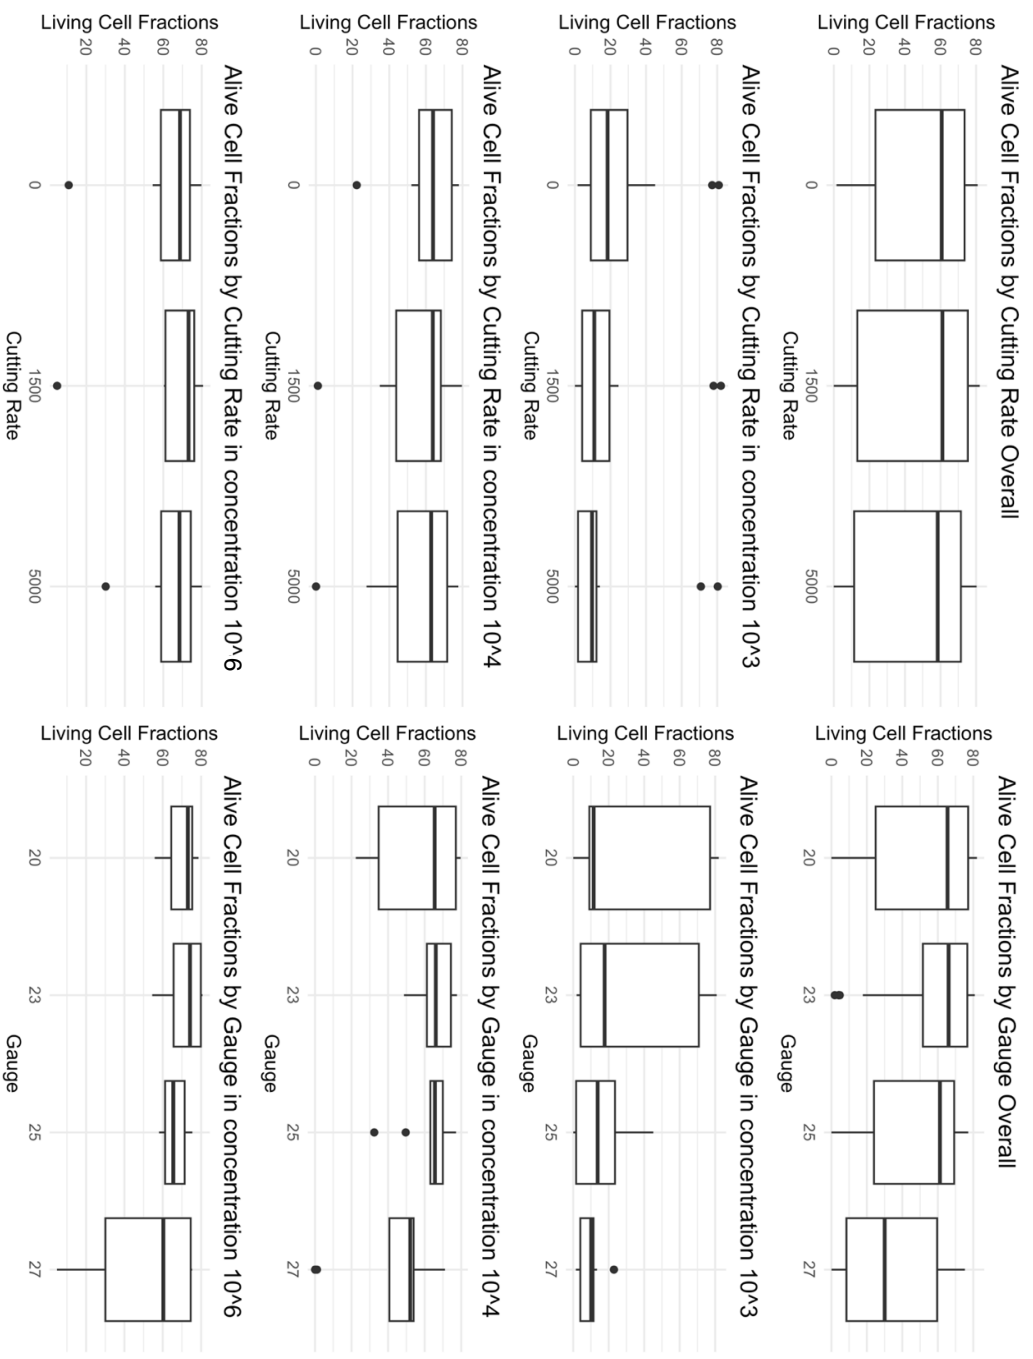 Alive Cell Fractions by Cutting Rate Overall
Living Cell Fractions
80
60
40
20
0
0
1500
5000
Cutting Rate
Alive Cell Fractions by Gauge Overall
Living Cell Fractions
80
60
40
20
0
20
23
25
27
Gauge
Alive Cell Fractions by Cutting Rate in concentration 10^3
Living Cell Fractions
80
60
40
20
0
0
1500
5000
Cutting Rate
Alive Cell Fractions by Gauge in concentration 10^3
Living Cell Fractions
80
60
40
20
0
20
23
25
27
Gauge
Alive Cell Fractions by Cutting Rate in concentration 10^4
Living Cell Fractions
80
60
40
20
0
0
1500
5000
Cutting Rate
Alive Cell Fractions by Gauge in concentration 10^4
Living Cell Fractions
80
60
40
20
0
20
23
25
27
Gauge
Alive Cell Fractions by Cutting Rate in concentration 10^6
Living Cell Fractions
80
60
40
20
0
1500
5000
Cutting Rate
Alive Cell Fractions by Gauge in concentration 10^6
Living Cell Fractions
80
60
40
20
20
23
25
27
Gauge